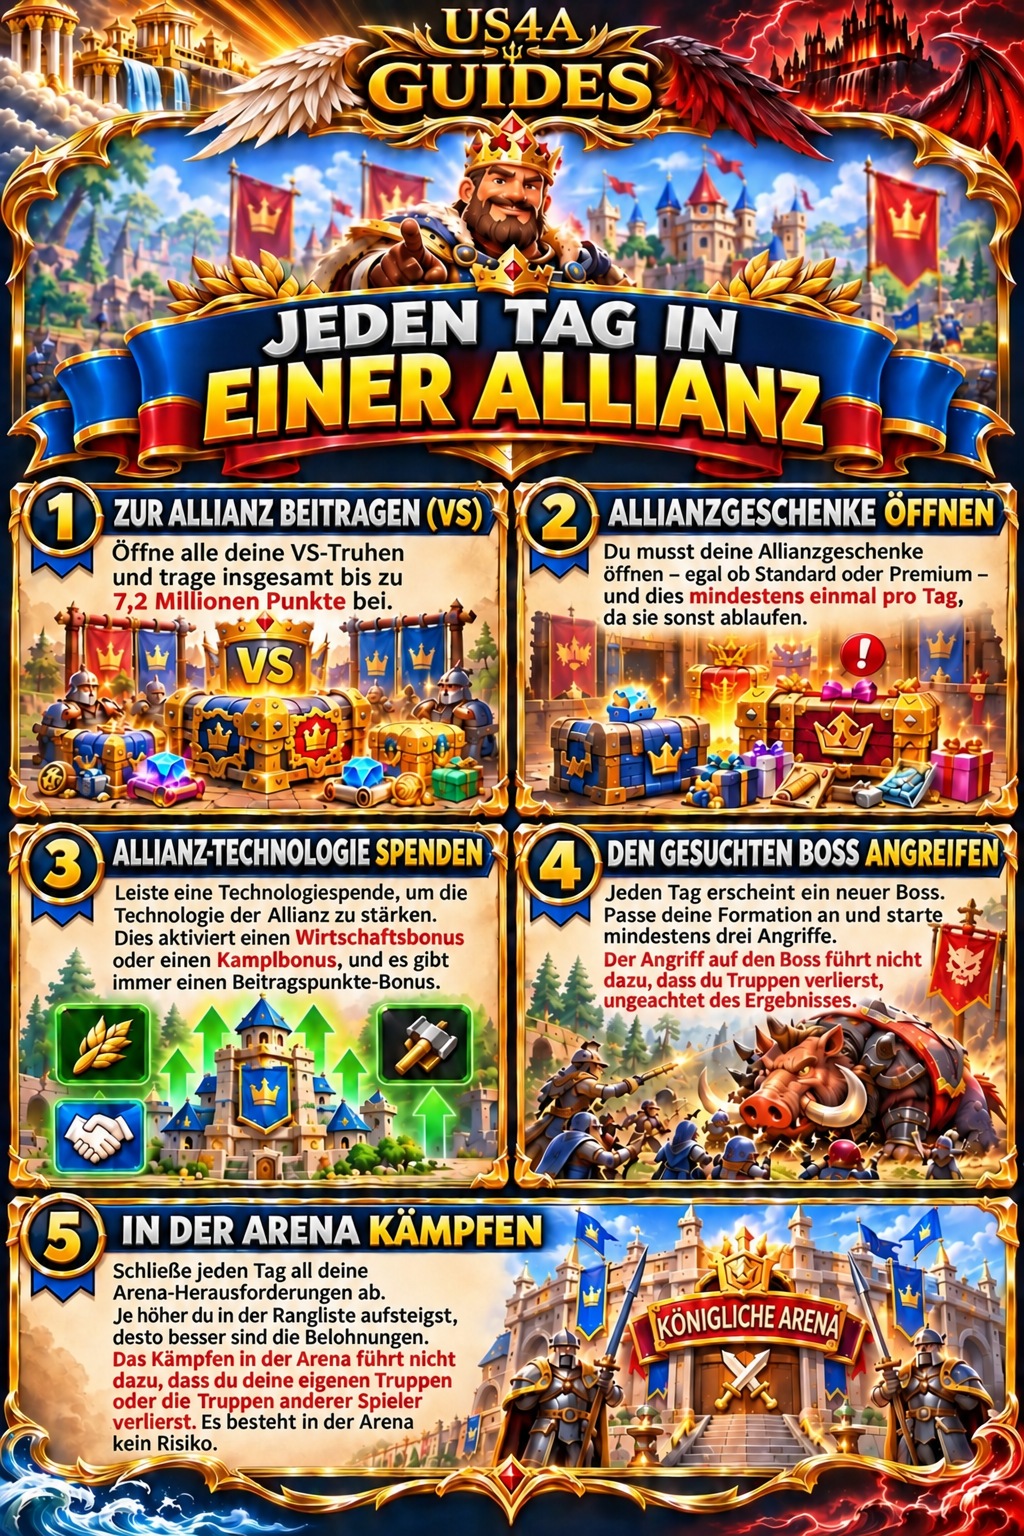 US4A
GUIDES
JEDEN TAG IN
EINER ALLIANZ
1
ZUR ALLIANZ BEITRAGEN (VS)
Öffne alle deine VS-Truhen
und trage insgesamt bis zu
7,2 Millionen Punkte bei.
VS
2
ALLIANZGESCHENKE ÖFFNEN
Du musst deine Allianzgeschenke
öffnen – egal ob Standard oder Premium –
und dies mindestens einmal pro Tag,
da sie sonst ablaufen.
!
3
ALLIANZ-TECHNOLOGIE SPENDEN
Leiste eine Technologiespende, um die
Technologie der Allianz zu stärken.
Dies aktiviert einen Wirtschaftsbonus
oder einen Kamplbonus, und es gibt
immer einen Beitragspunkte-Bonus.
4
DEN GESUCHTEN BOSS ANGREIFEN
Jeden Tag erscheint ein neuer Boss.
Passe deine Formation an und starte
mindestens drei Angriffe.
Der Angriff auf den Boss führt nicht
dazu, dass du Truppen verlierst,
ungeachtet des Ergebnisses.
5
IN DER ARENA KÄMPFEN
Schließe jeden Tag all deine
Arena-Herausforderungen ab.
Je höher du in der Rangliste aufsteigst,
desto besser sind die Belohnungen.
Das Kämpfen in der Arena führt nicht
dazu, dass du deine eigenen Truppen
oder die Truppen anderer Spieler
verlierst. Es besteht in der Arena
kein Risiko.
KÖNIGLICHE ARENA